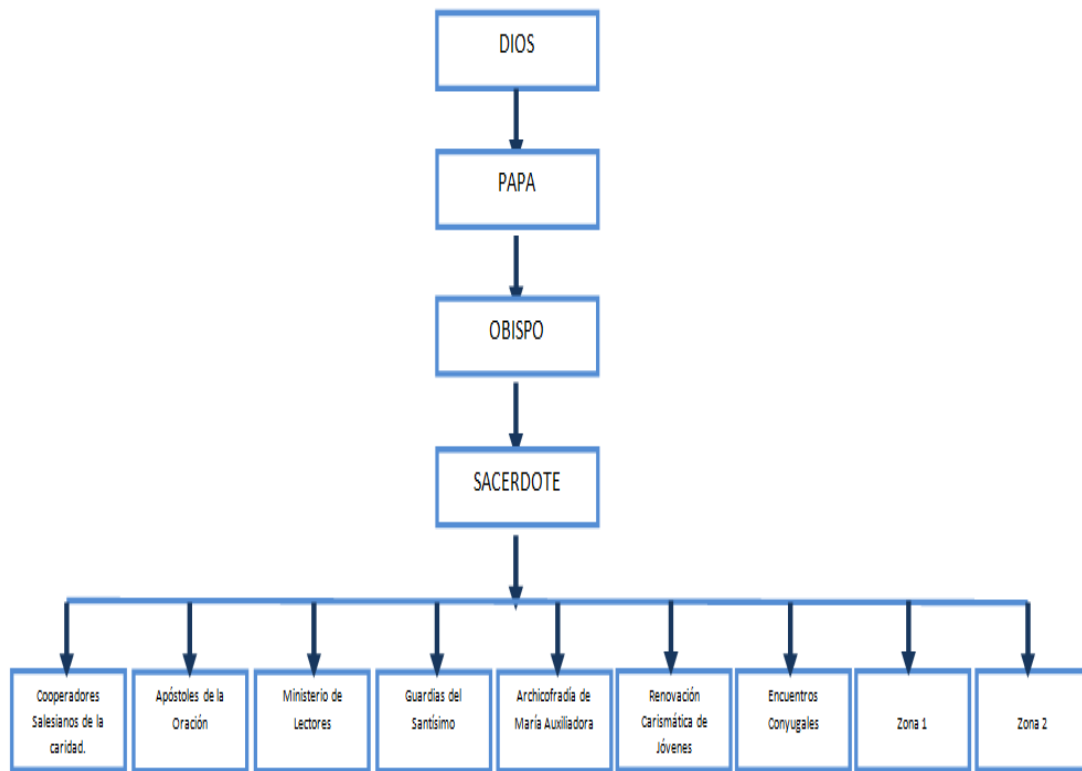 DIOS
PAPA
OBISPO
SACERDOTE
Cooperadores
Salesianos de la
caridad.
Apóstoles de la
Oración
Ministerio de
Lectores
Guardias del
Santísimo
Archicofradía de
María Auxiliadora
Renovación
Carismática de
Jóvenes
Encuentros
Conyugales
Zona 1
Zona 2